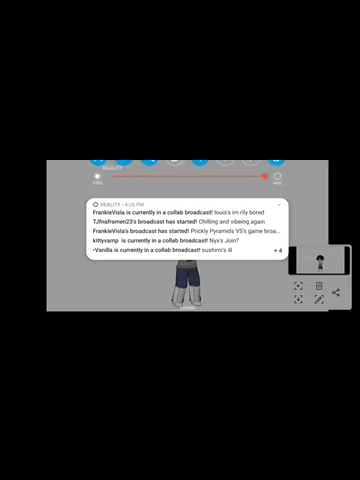 REALITY
100%
Auto
REALITY • 6:26 PM
FrankieVisla is currently in a collab broadcast! louis's im rlly bored
TJfnaframen23's broadcast has started! Chilling and vibeing again
FrankieVisla's broadcast has started! Prickly Pyramids VS's game broa...
kittyvamp is currently in a collab broadcast! Nyx's Join?
•Vanilla is currently in a collab broadcast! sushimi's ill
+ 4